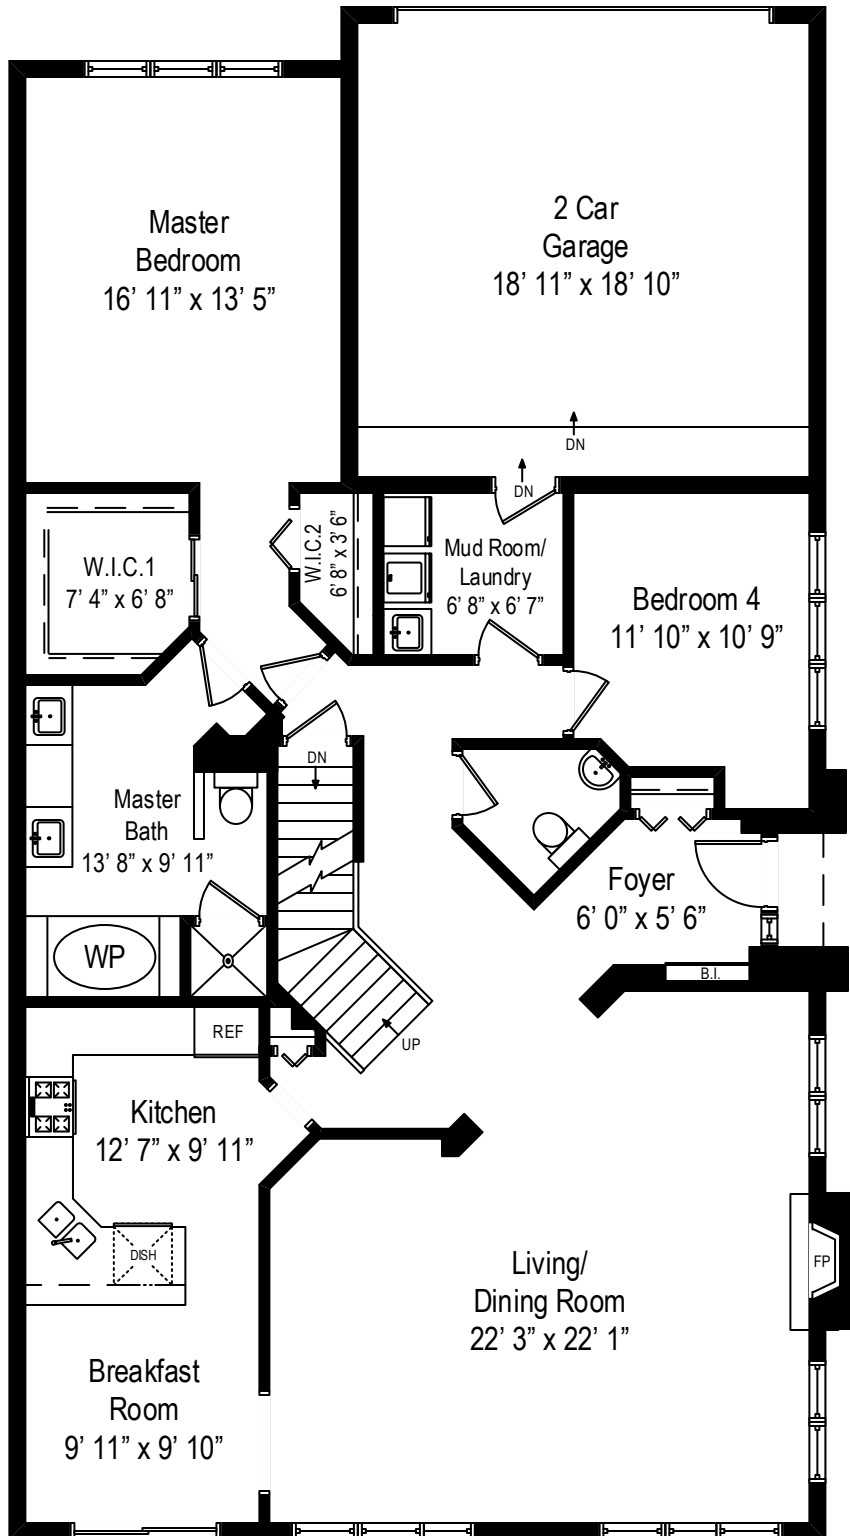 2 Car
Garage
18' 11” x 18' 10”
Master
Bedroom
16' 11” x 13' 5”
DN
DN
W.I.C.1
7' 4” x 6' 8”
W.I.C.2
6' 8” x 3' 6”
Mud Room/
Laundry
6' 8” x 6' 7”
Bedroom 4
11' 10” x 10' 9”
DN
Master
Bath
13' 8” x 9' 11”
Foyer
6' 0” x 5' 6”
WP
B.I.
REF
UP
Kitchen
12' 7” x 9' 11”
DISH
FP
Living/
Dining Room
22' 3” x 22' 1”
Breakfast
Room
9' 11” x 9' 10”